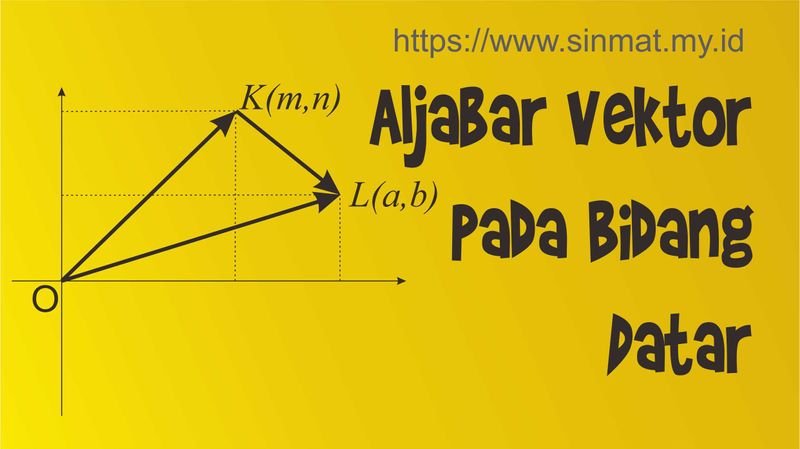 https://www.sinmat.my.id
K(m,n)
AljaBar Vektor
L(a,b)
pada Bidang
O
Datar